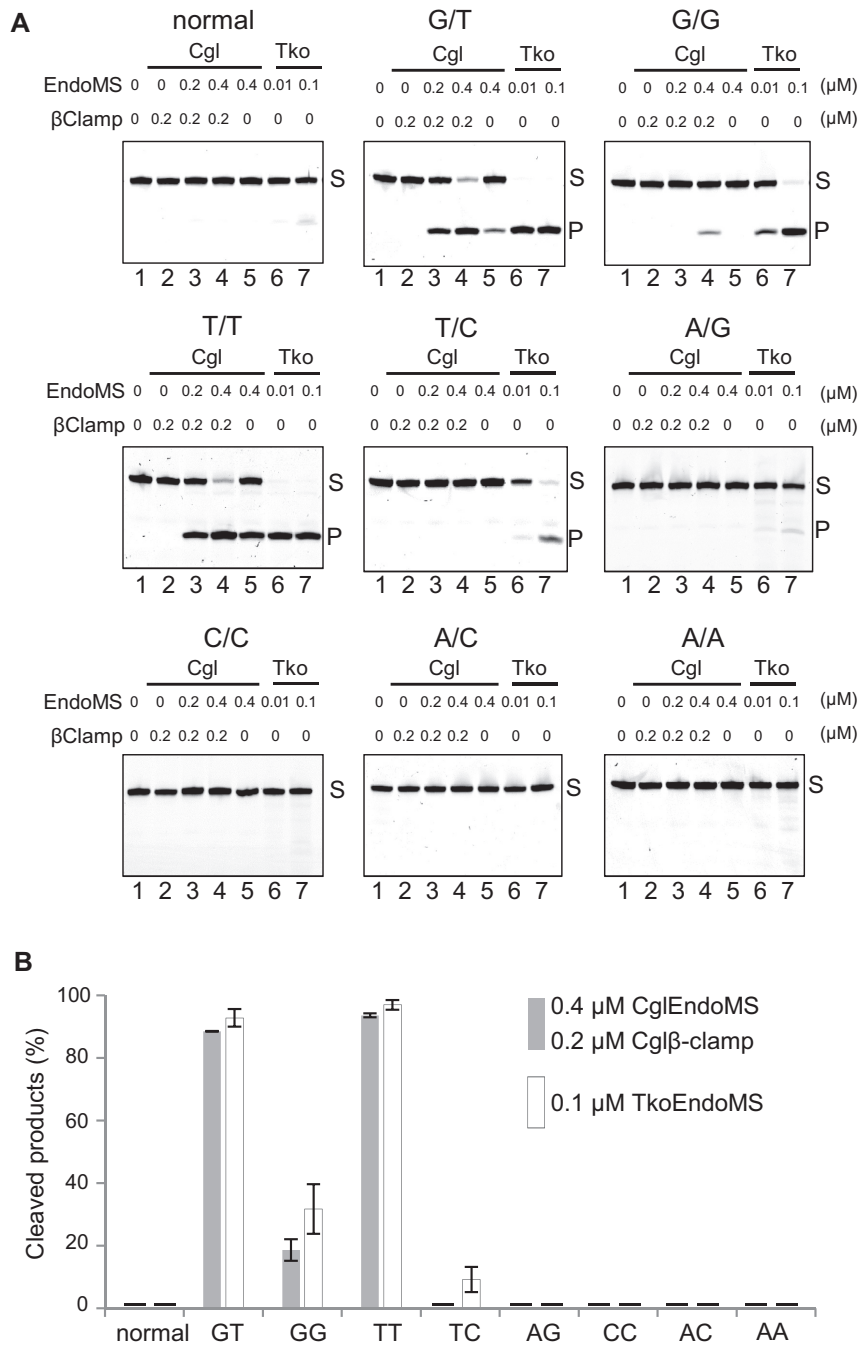 A
normal G/T G/G
Cgl Tko Cgl Tko Cgl Tko
EndoMS 0 0 0.2 0.4 0.4 0.01 0.1 0 0 0.2 0.4 0.4 0.01 0.1 0 0 0.2 0.4 0.4 0.01 0.1 (μM)
βClamp 0 0.2 0.2 0.2 0 0 0 0 0.2 0.2 0.2 0 0 0 0 0.2 0.2 0.2 0 0 0 (μM)
S S S
P P
1 2 3 4 5 6 7 1 2 3 4 5 6 7 1 2 3 4 5 6 7
T/T T/C A/G
Cgl Tko Cgl Tko Cgl Tko
EndoMS 0 0 0.2 0.4 0.4 0.01 0.1 0 0 0.2 0.4 0.4 0.01 0.1 0 0 0.2 0.4 0.4 0.01 0.1 (μM)
βClamp 0 0.2 0.2 0.2 0 0 0 0 0.2 0.2 0.2 0 0 0 0 0.2 0.2 0.2 0 0 0 (μM)
S S S
P P P
1 2 3 4 5 6 7 1 2 3 4 5 6 7 1 2 3 4 5 6 7
C/C A/C A/A
Cgl Tko Cgl Tko Cgl Tko
EndoMS 0 0 0.2 0.4 0.4 0.01 0.1 0 0 0.2 0.4 0.4 0.01 0.1 0 0 0.2 0.4 0.4 0.01 0.1 (μM)
βClamp 0 0.2 0.2 0.2 0 0 0 0 0.2 0.2 0.2 0 0 0 0 0.2 0.2 0.2 0 0 0 (μM)
S S S
1 2 3 4 5 6 7 1 2 3 4 5 6 7 1 2 3 4 5 6 7
B
Cleaved products (%)
100
80
60
40
20
0
0.4 μM CglEndoMS
0.2 μM Cglβ-clamp
0.1 μM TkoEndoMS
normal GT GG TT TC AG CC AC AA